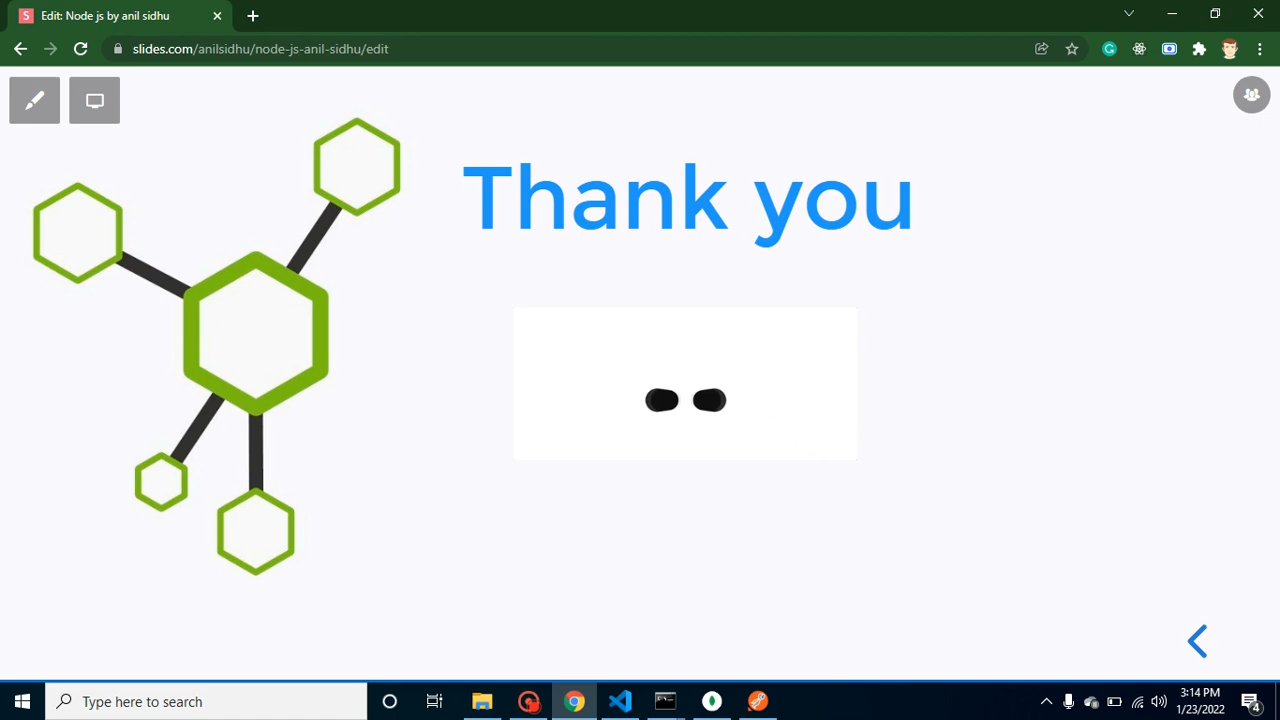 S Edit: Node js by anil sidhu
slides.com/anilsidhu/node-js-anil-sidhu/edit
Thank you
Type here to search
3:14 PM
1/23/2022
4